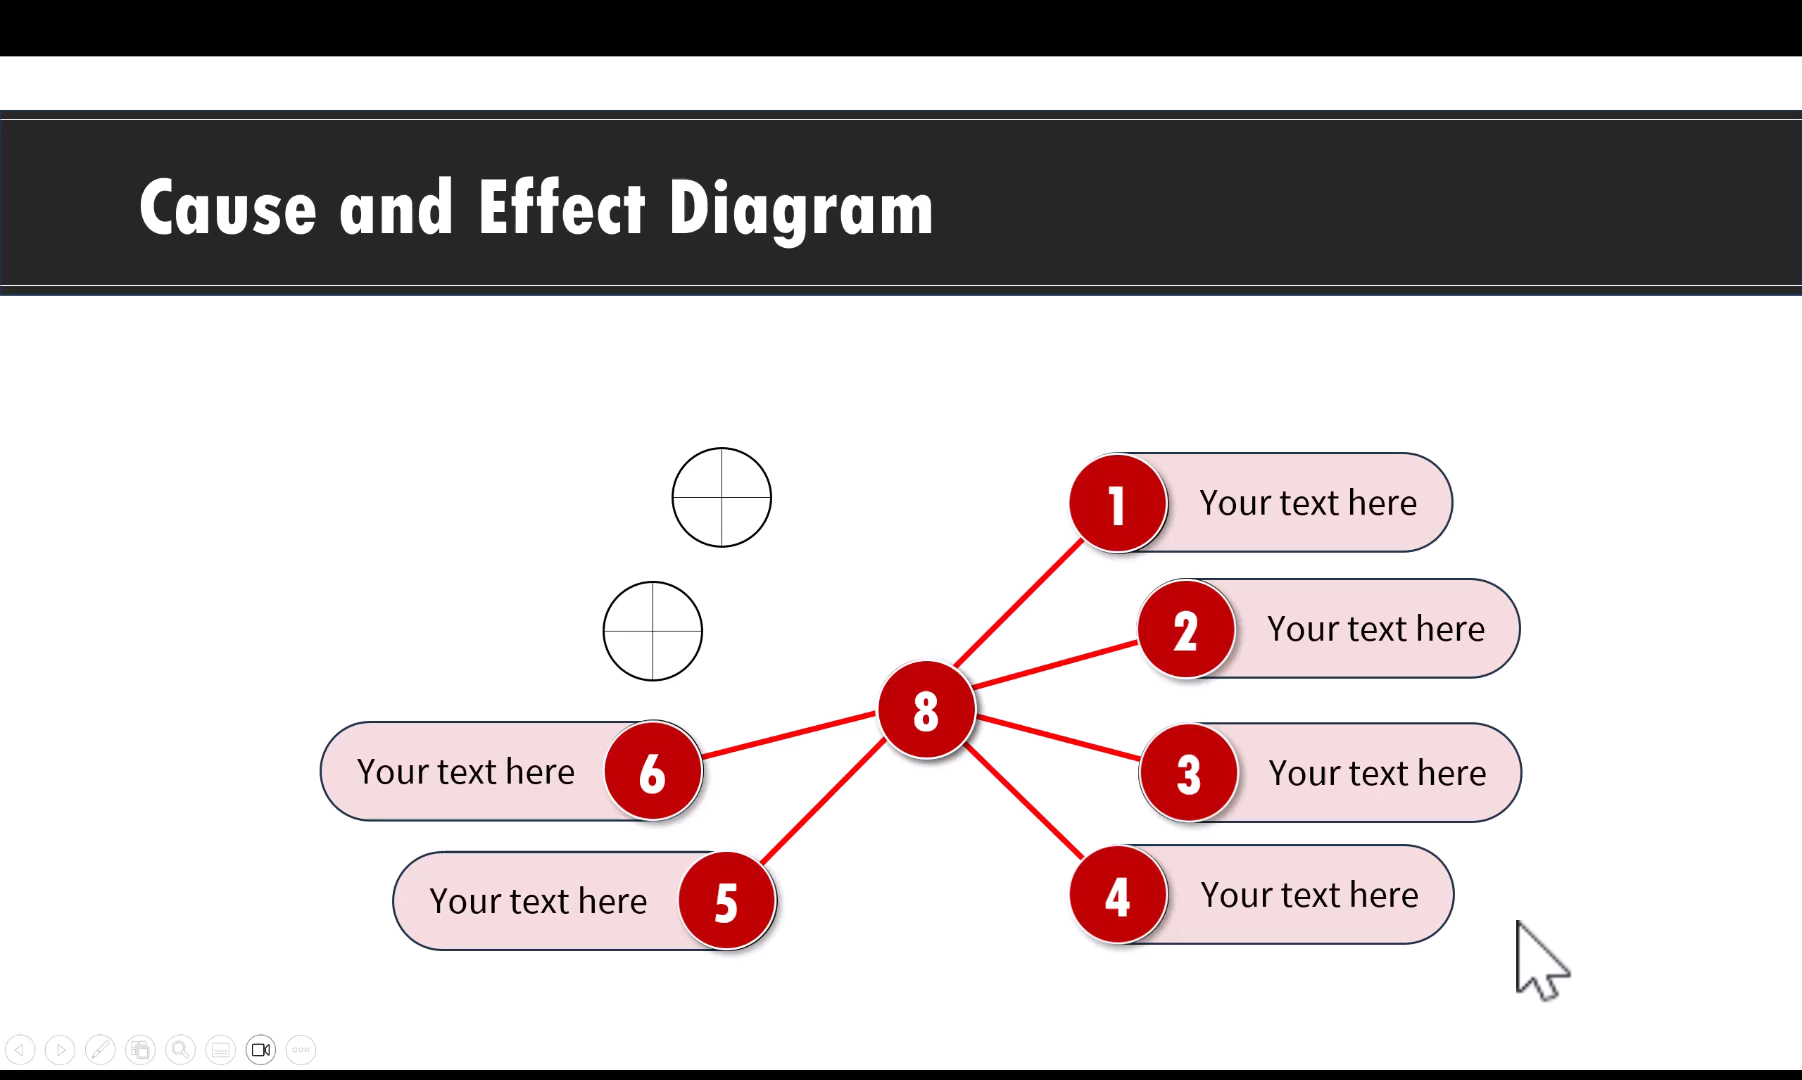 Cause and Effect Diagram
1 Your text here
2 Your text here
8
Your text here 6
3 Your text here
Your text here 5
4 Your text here